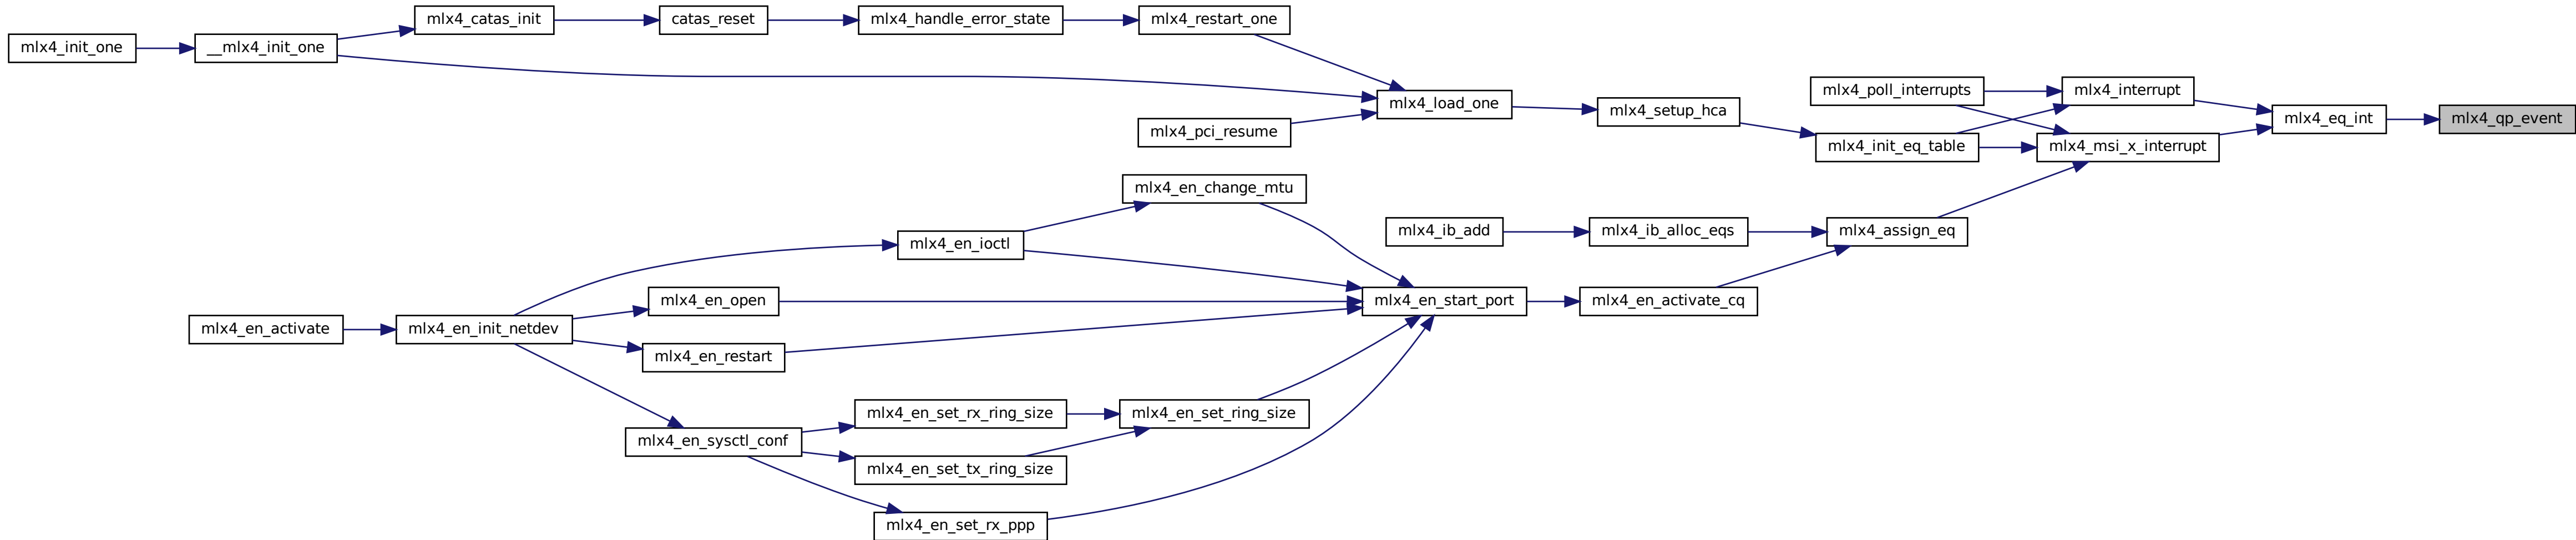 mlx4_catas_init
catas_reset
mlx4_handle_error_state
mlx4_restart_one
mlx4_init_one
__mlx4_init_one
mlx4_poll_interrupts
mlx4_interrupt
mlx4_load_one
mlx4_setup_hca
mlx4_eq_int
mlx4_qp_event
mlx4_pci_resume
mlx4_init_eq_table
mlx4_msi_x_interrupt
mlx4_en_change_mtu
mlx4_ib_add
mlx4_ib_alloc_eqs
mlx4_assign_eq
mlx4_en_ioctl
mlx4_en_open
mlx4_en_start_port
mlx4_en_activate_cq
mlx4_en_activate
mlx4_en_init_netdev
mlx4_en_restart
mlx4_en_set_rx_ring_size
mlx4_en_set_ring_size
mlx4_en_sysctl_conf
mlx4_en_set_tx_ring_size
mlx4_en_set_rx_ppp